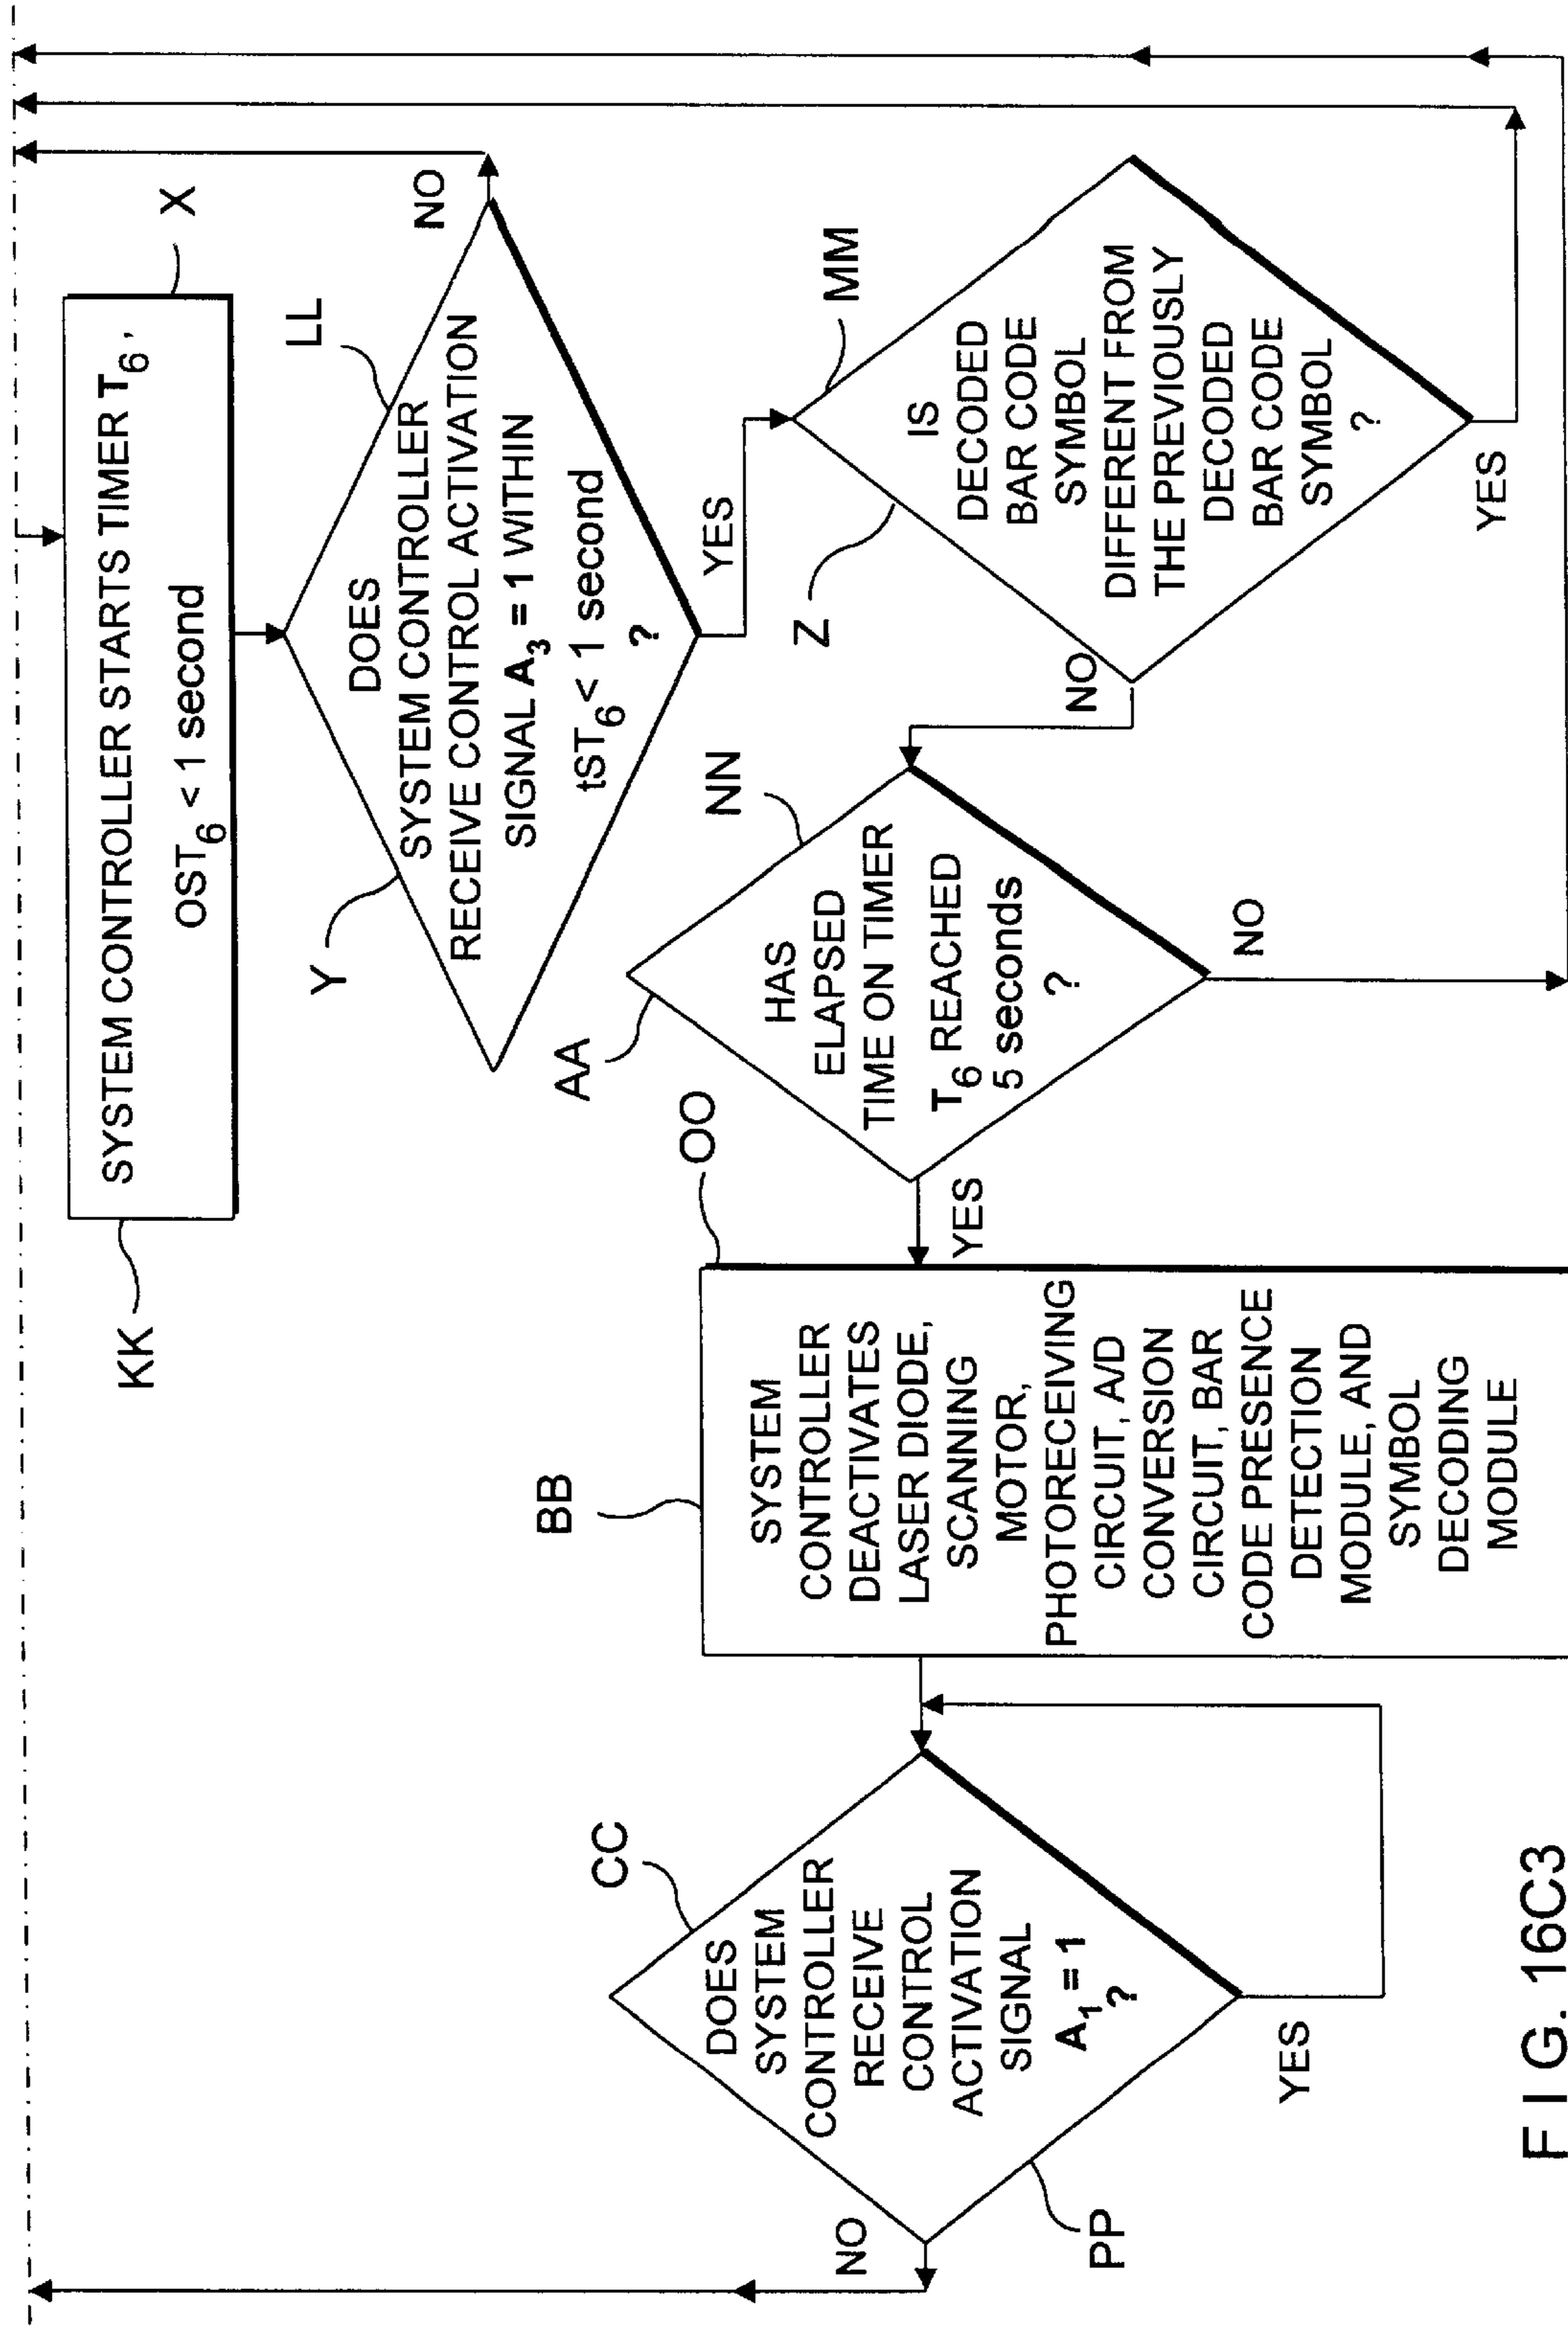 SYSTEM CONTROLLER STARTS TIMER T6,
OST6 < 1 second
X
KK
DOES
SYSTEM CONTROLLER
RECEIVE CONTROL ACTIVATION
SIGNAL A3 = 1 WITHIN
tST6 < 1 second
?
Y
LL
NO
YES
IS
DECODED
BAR CODE
SYMBOL
DIFFERENT FROM
THE PREVIOUSLY
DECODED
BAR CODE
SYMBOL
?
Z
MM
NO
YES
HAS
ELAPSED
TIME ON TIMER
T6 REACHED
5 seconds
?
AA
NN
YES
NO
SYSTEM
CONTROLLER
DEACTIVATES
LASER DIODE,
SCANNING
MOTOR,
PHOTORECEIVING
CIRCUIT, A/D
CONVERSION
CIRCUIT, BAR
CODE PRESENCE
DETECTION
MODULE, AND
SYMBOL
DECODING
MODULE
BB
OO
DOES
SYSTEM
CONTROLLER
RECEIVE
CONTROL
ACTIVATION
SIGNAL
A1 = 1
?
CC
PP
NO
YES
FIG. 16C3